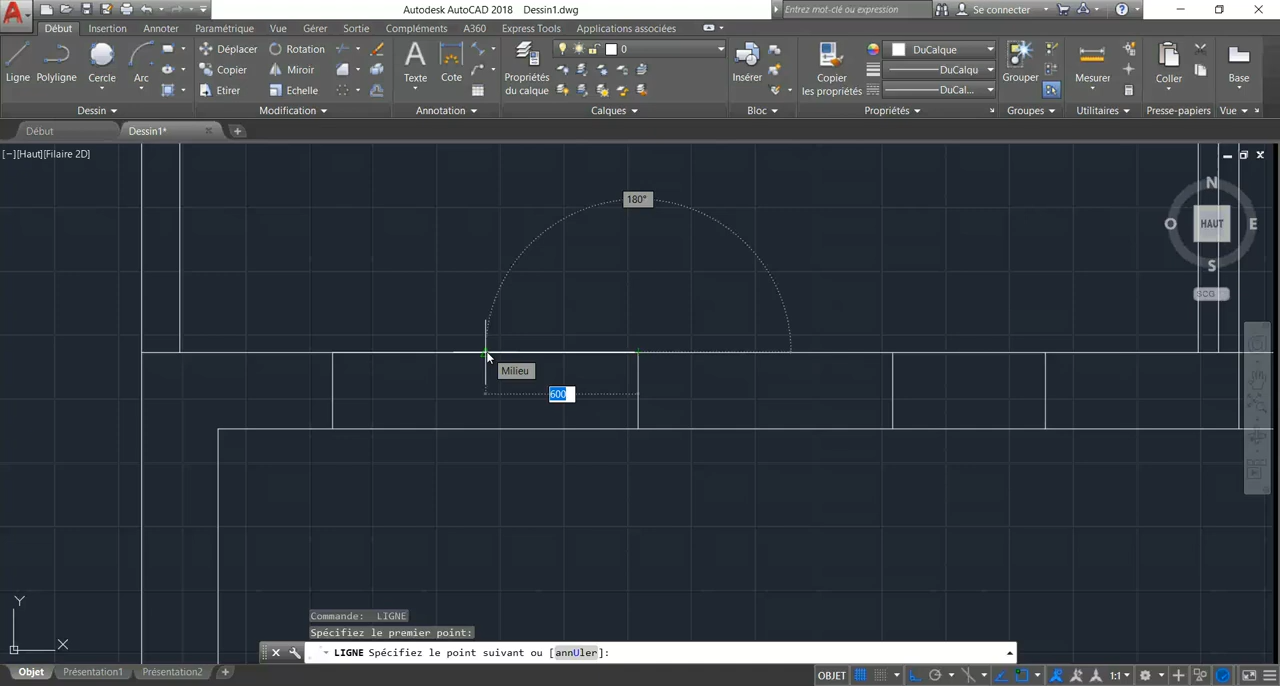 Autodesk AutoCAD 2018 Dessin1.dwg
Entrez mot-clé ou expression
Se connecter
Début Insertion Annoter Paramétrique Vue Gérer Sortie Compléments A360 Express Tools Applications associées
Ligne Polyligne Cercle Arc
Déplacer Rotation
Copier Miroir
Etirer Echelle
Texte Cote
Propriétés
du calque
0
Insérer
Copier
les propriétés
DuCalque
DuCalqu
DuCal...
Grouper
Mesurer
Coller
Base
Dessin Modification Annotation Calques Bloc Propriétés Groupes Utilitaires Presse-papiers Vue
Début Dessin1*
[−][Haut][Filaire 2D]
N
O HAUT E
S
SCG
180°
Milieu
600
Y
X
Commande: _LIGNE
Spécifiez le premier point:
LIGNE Spécifiez le point suivant ou [annUler]:
Objet Présentation1 Présentation2
OBJET 1:1